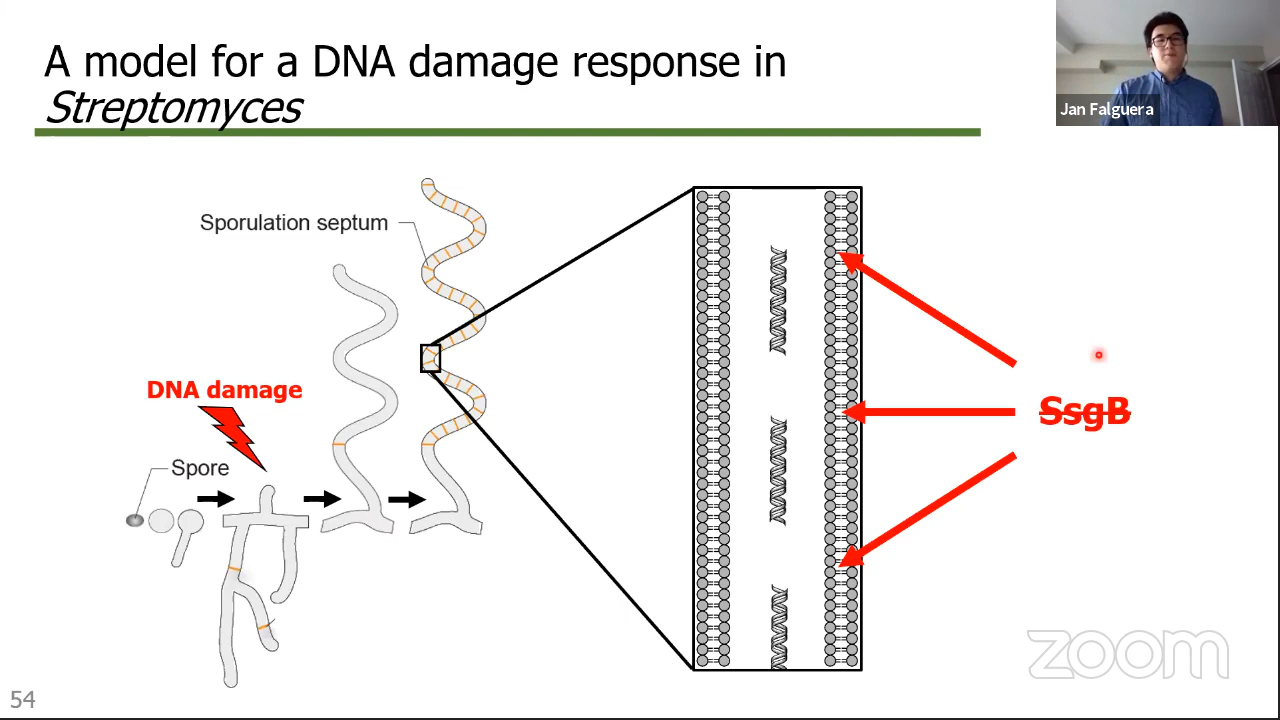 A model for a DNA damage response in
Streptomyces
Jan Falguera
Sporulation septum
DNA damage
Spore
SsgB
zoom
54